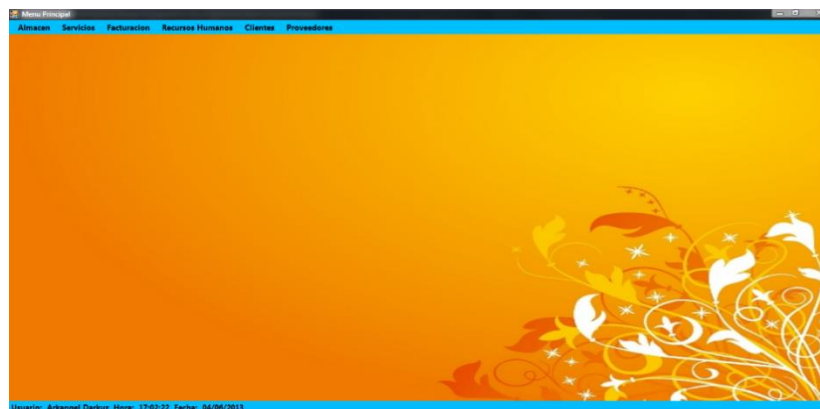 Menu Principal
Almacen Servicios Facturacion Recursos Humanos Clientes Proveedores
Usuario: Arkangel Darkur Hora: 17:02:22 Fecha: 04/06/2013